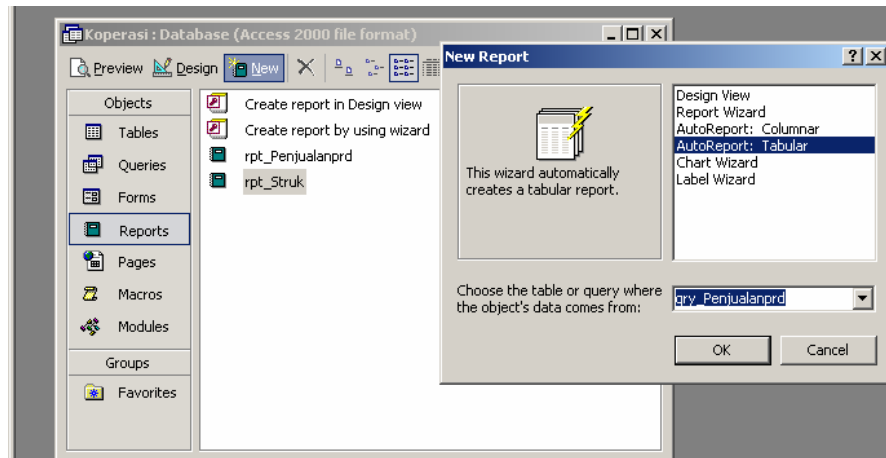 Koperasi : Database (Access 2000 file format)
Preview Design New
Objects
Tables
Queries
Forms
Reports
Pages
Macros
Modules
Groups
Favorites
Create report in Design view
Create report by using wizard
rpt_Penjualanprd
rpt_Struk
New Report
This wizard automatically
creates a tabular report.
Design View
Report Wizard
AutoReport: Columnar
AutoReport: Tabular
Chart Wizard
Label Wizard
Choose the table or query where
the object's data comes from:
qry_Penjualanprd
OK Cancel